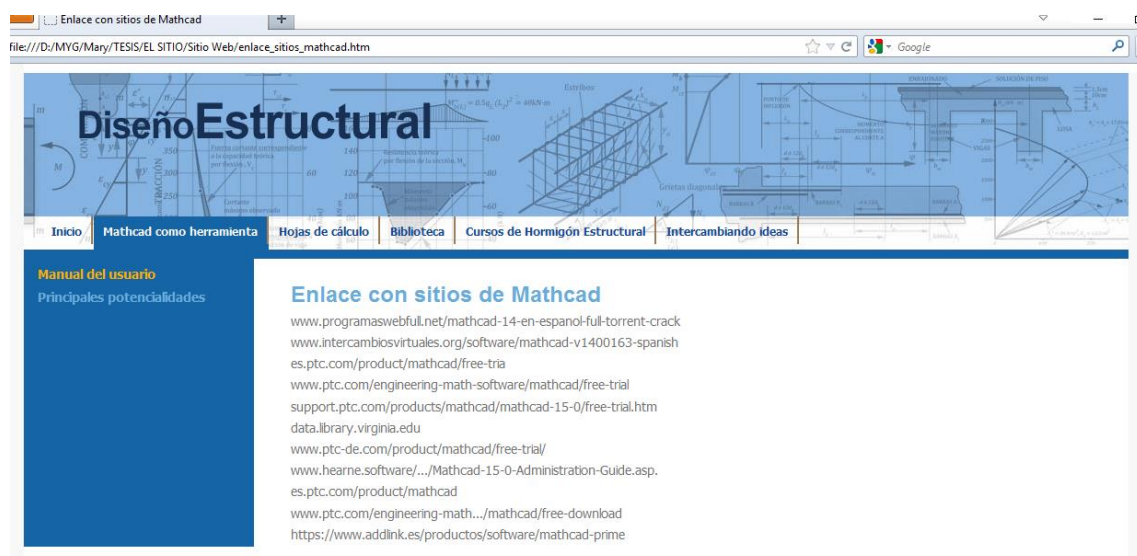 Enlace con sitios de Mathcad
file:///D:/MYG/Mary/TESIS/EL SITIO/Sitio Web/enlace_sitios_mathcad.htm
Google
DiseñoEstructural
Estribos
Grietas diagonales
Inicio
Mathcad como herramienta
Hojas de cálculo
Biblioteca
Cursos de Hormigón Estructural
Intercambiando ideas
Manual del usuario
Principales potencialidades
Enlace con sitios de Mathcad
www.programaswebfull.net/mathcad-14-en-espanol-full-torrent-crack
www.intercambiosvirtuales.org/software/mathcad-v1400163-spanish
es.ptc.com/product/mathcad/free-tria
www.ptc.com/engineering-math-software/mathcad/free-trial
support.ptc.com/products/mathcad/mathcad-15-0/free-trial.htm
data.library.virginia.edu
www.ptc-de.com/product/mathcad/free-trial/
www.hearne.software/.../Mathcad-15-0-Administration-Guide.asp.
es.ptc.com/product/mathcad
www.ptc.com/engineering-math.../mathcad/free-download
https://www.addlink.es/productos/software/mathcad-prime